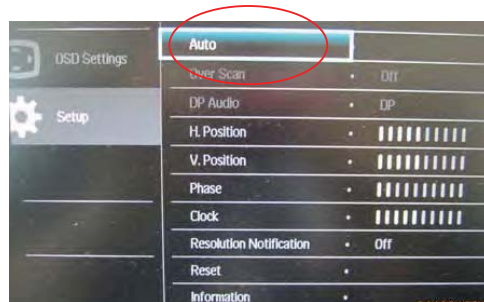 Auto
OSD Settings
Over Scan Off
DP Audio DP
Setup
H. Position
V. Position
Phase
Clock
Resolution Notification Off
Reset
Information